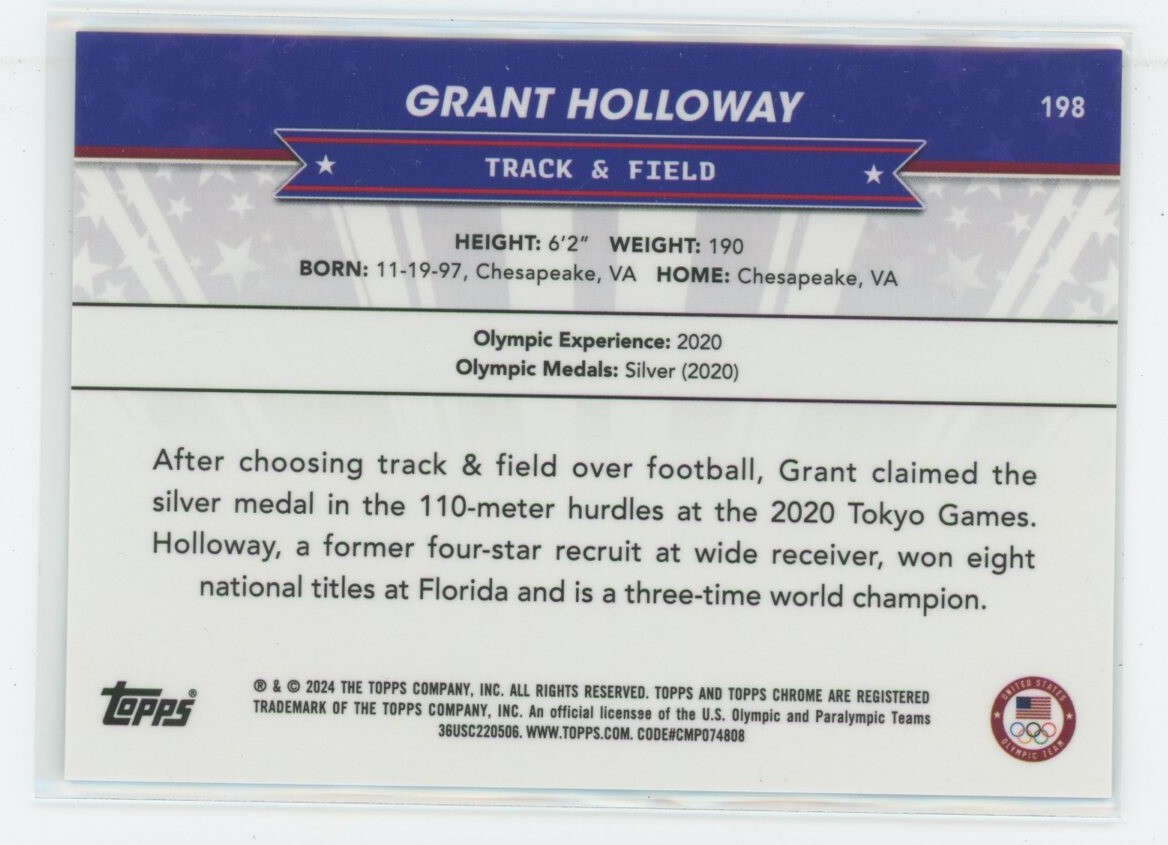 GRANT HOLLOWAY
198
TRACK & FIELD
HEIGHT: 6'2" WEIGHT: 190
BORN: 11-19-97, Chesapeake, VA HOME: Chesapeake, VA
Olympic Experience: 2020
Olympic Medals: Silver (2020)
After choosing track & field over football, Grant claimed the
silver medal in the 110-meter hurdles at the 2020 Tokyo Games.
Holloway, a former four-star recruit at wide receiver, won eight
national titles at Florida and is a three-time world champion.
Topps®
® & © 2024 THE TOPPS COMPANY, INC. ALL RIGHTS RESERVED. TOPPS AND TOPPS CHROME ARE REGISTERED
TRADEMARK OF THE TOPPS COMPANY, INC. An official licensee of the U.S. Olympic and Paralympic Teams
36USC220506. WWW.TOPPS.COM. CODE#CMP074808
UNITED STATES
OLYMPIC TEAM